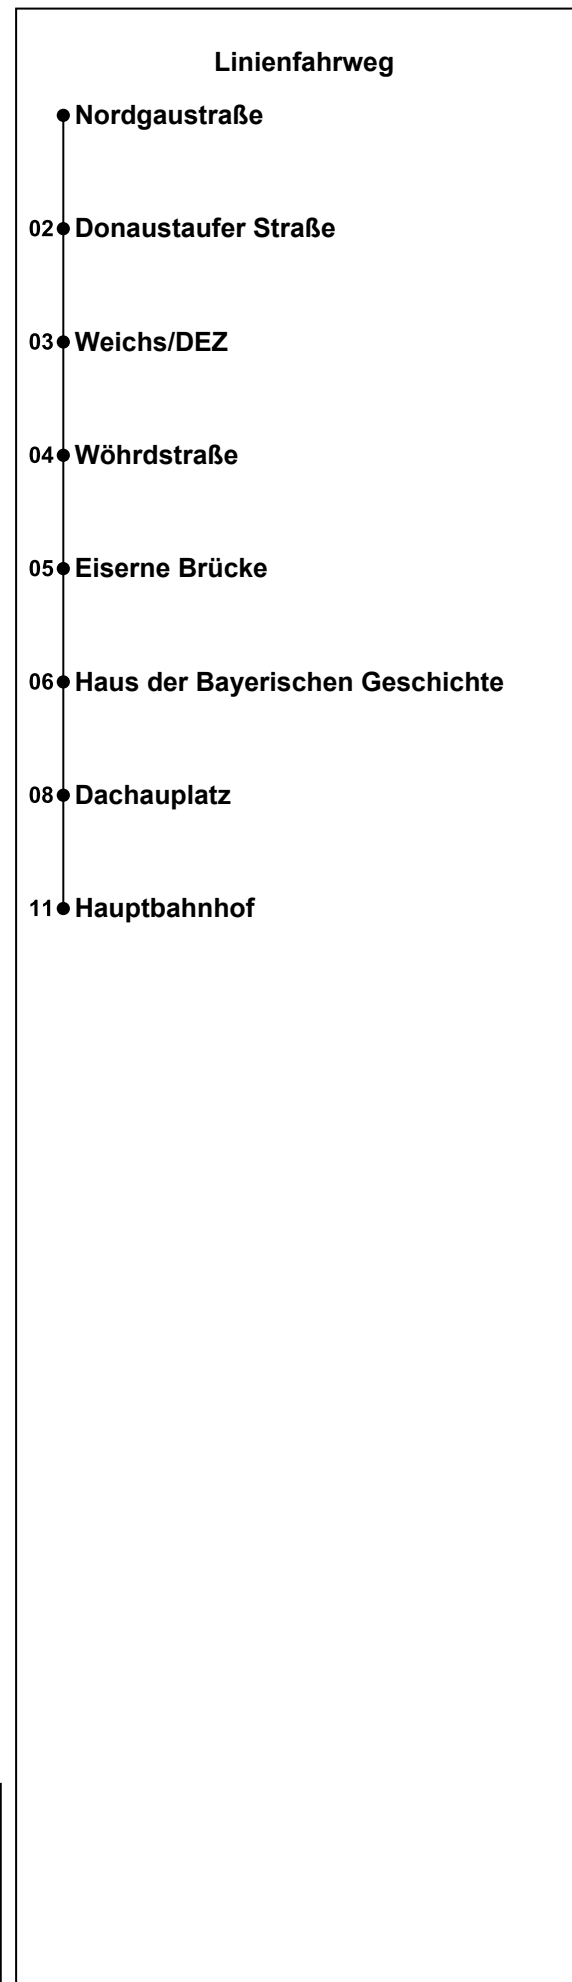 Linienfahrweg
Nordgaustraße
02 Donaustaufer Straße
03 Weichs/DEZ
04 Wöhrdstraße
05 Eiserne Brücke
06 Haus der Bayerischen Geschichte
08 Dachauplatz
11 Hauptbahnhof